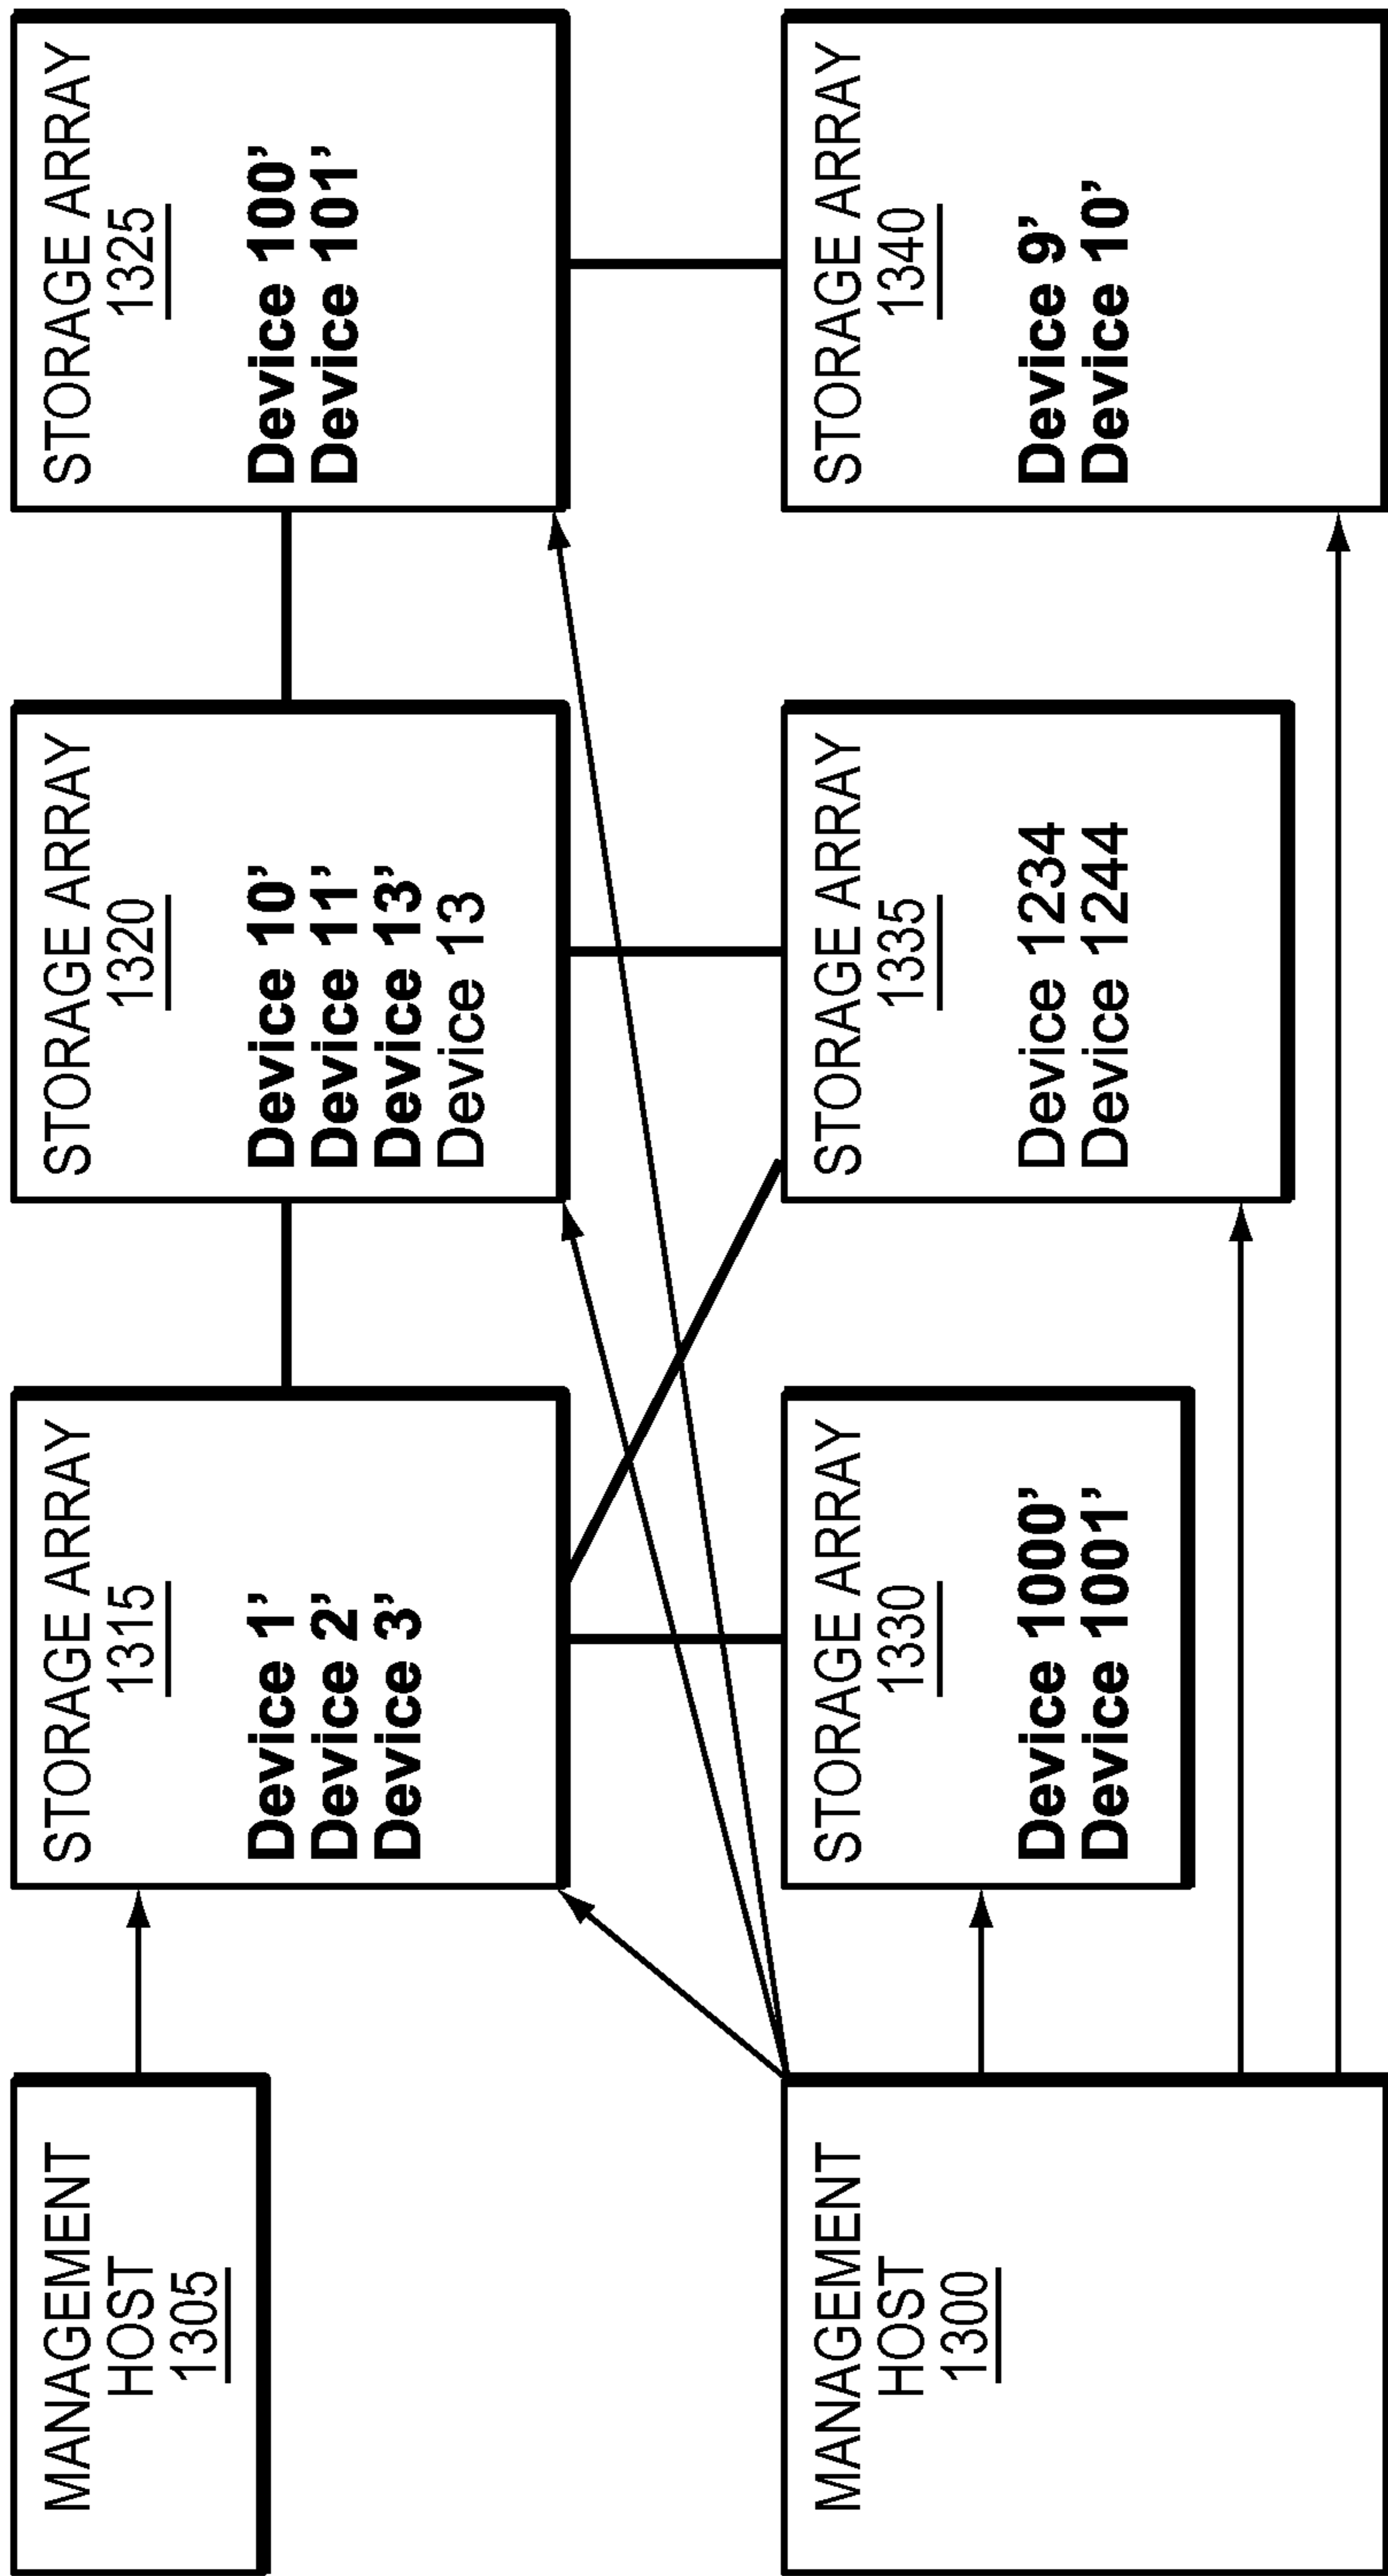 MANAGEMENT
HOST
1305
STORAGE ARRAY
1315
Device 1’
Device 2’
Device 3’
STORAGE ARRAY
1320
Device 10’
Device 11’
Device 13’
Device 13
STORAGE ARRAY
1325
Device 100’
Device 101’
MANAGEMENT
HOST
1300
STORAGE ARRAY
1330
Device 1000’
Device 1001’
STORAGE ARRAY
1335
Device 1234
Device 1244
STORAGE ARRAY
1340
Device 9’
Device 10’